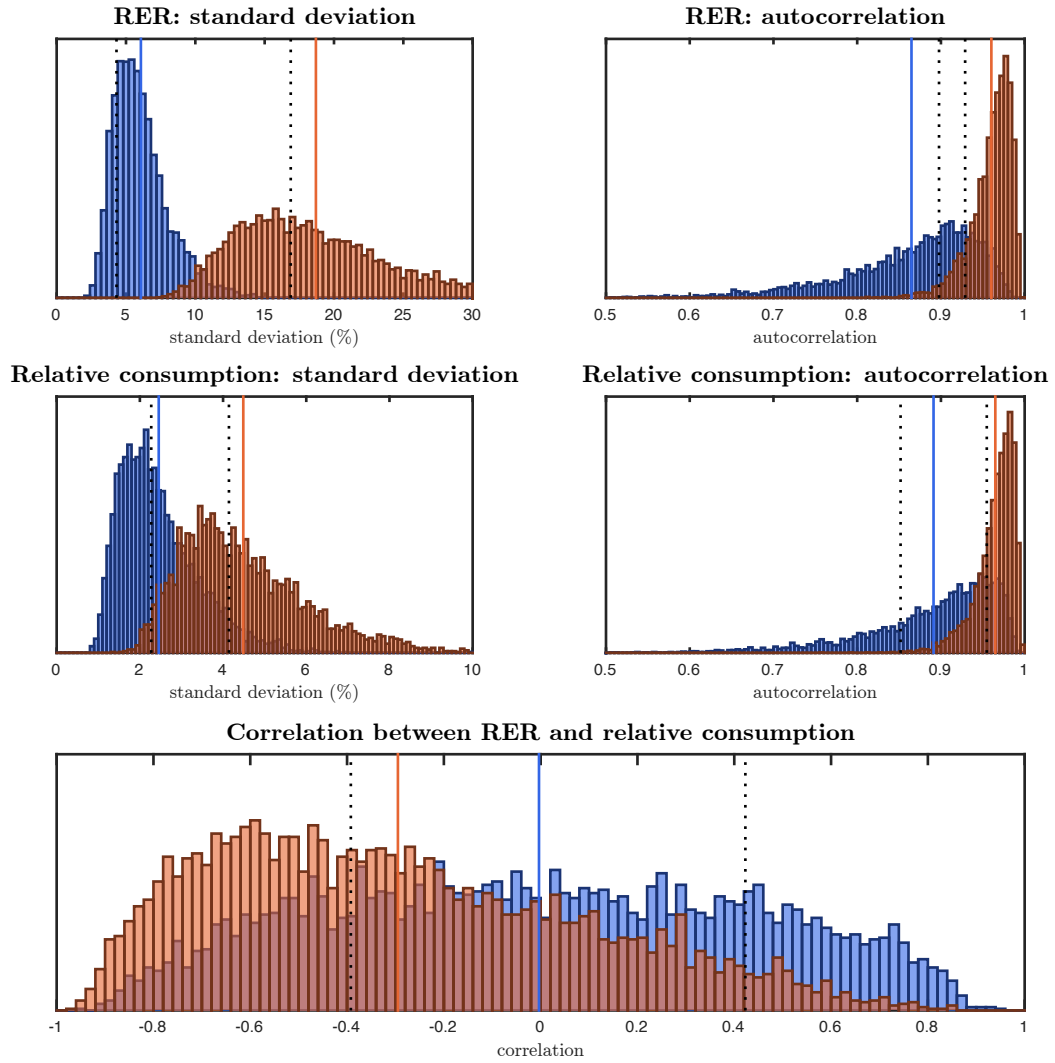 RER: standard deviation
0 5 10 15 20 25 30
standard deviation (%)
RER: autocorrelation
0.5 0.6 0.7 0.8 0.9 1
autocorrelation
Relative consumption: standard deviation
0 2 4 6 8 10
standard deviation (%)
Relative consumption: autocorrelation
0.5 0.6 0.7 0.8 0.9 1
autocorrelation
Correlation between RER and relative consumption
-1 -0.8 -0.6 -0.4 -0.2 0 0.2 0.4 0.6 0.8 1
correlation